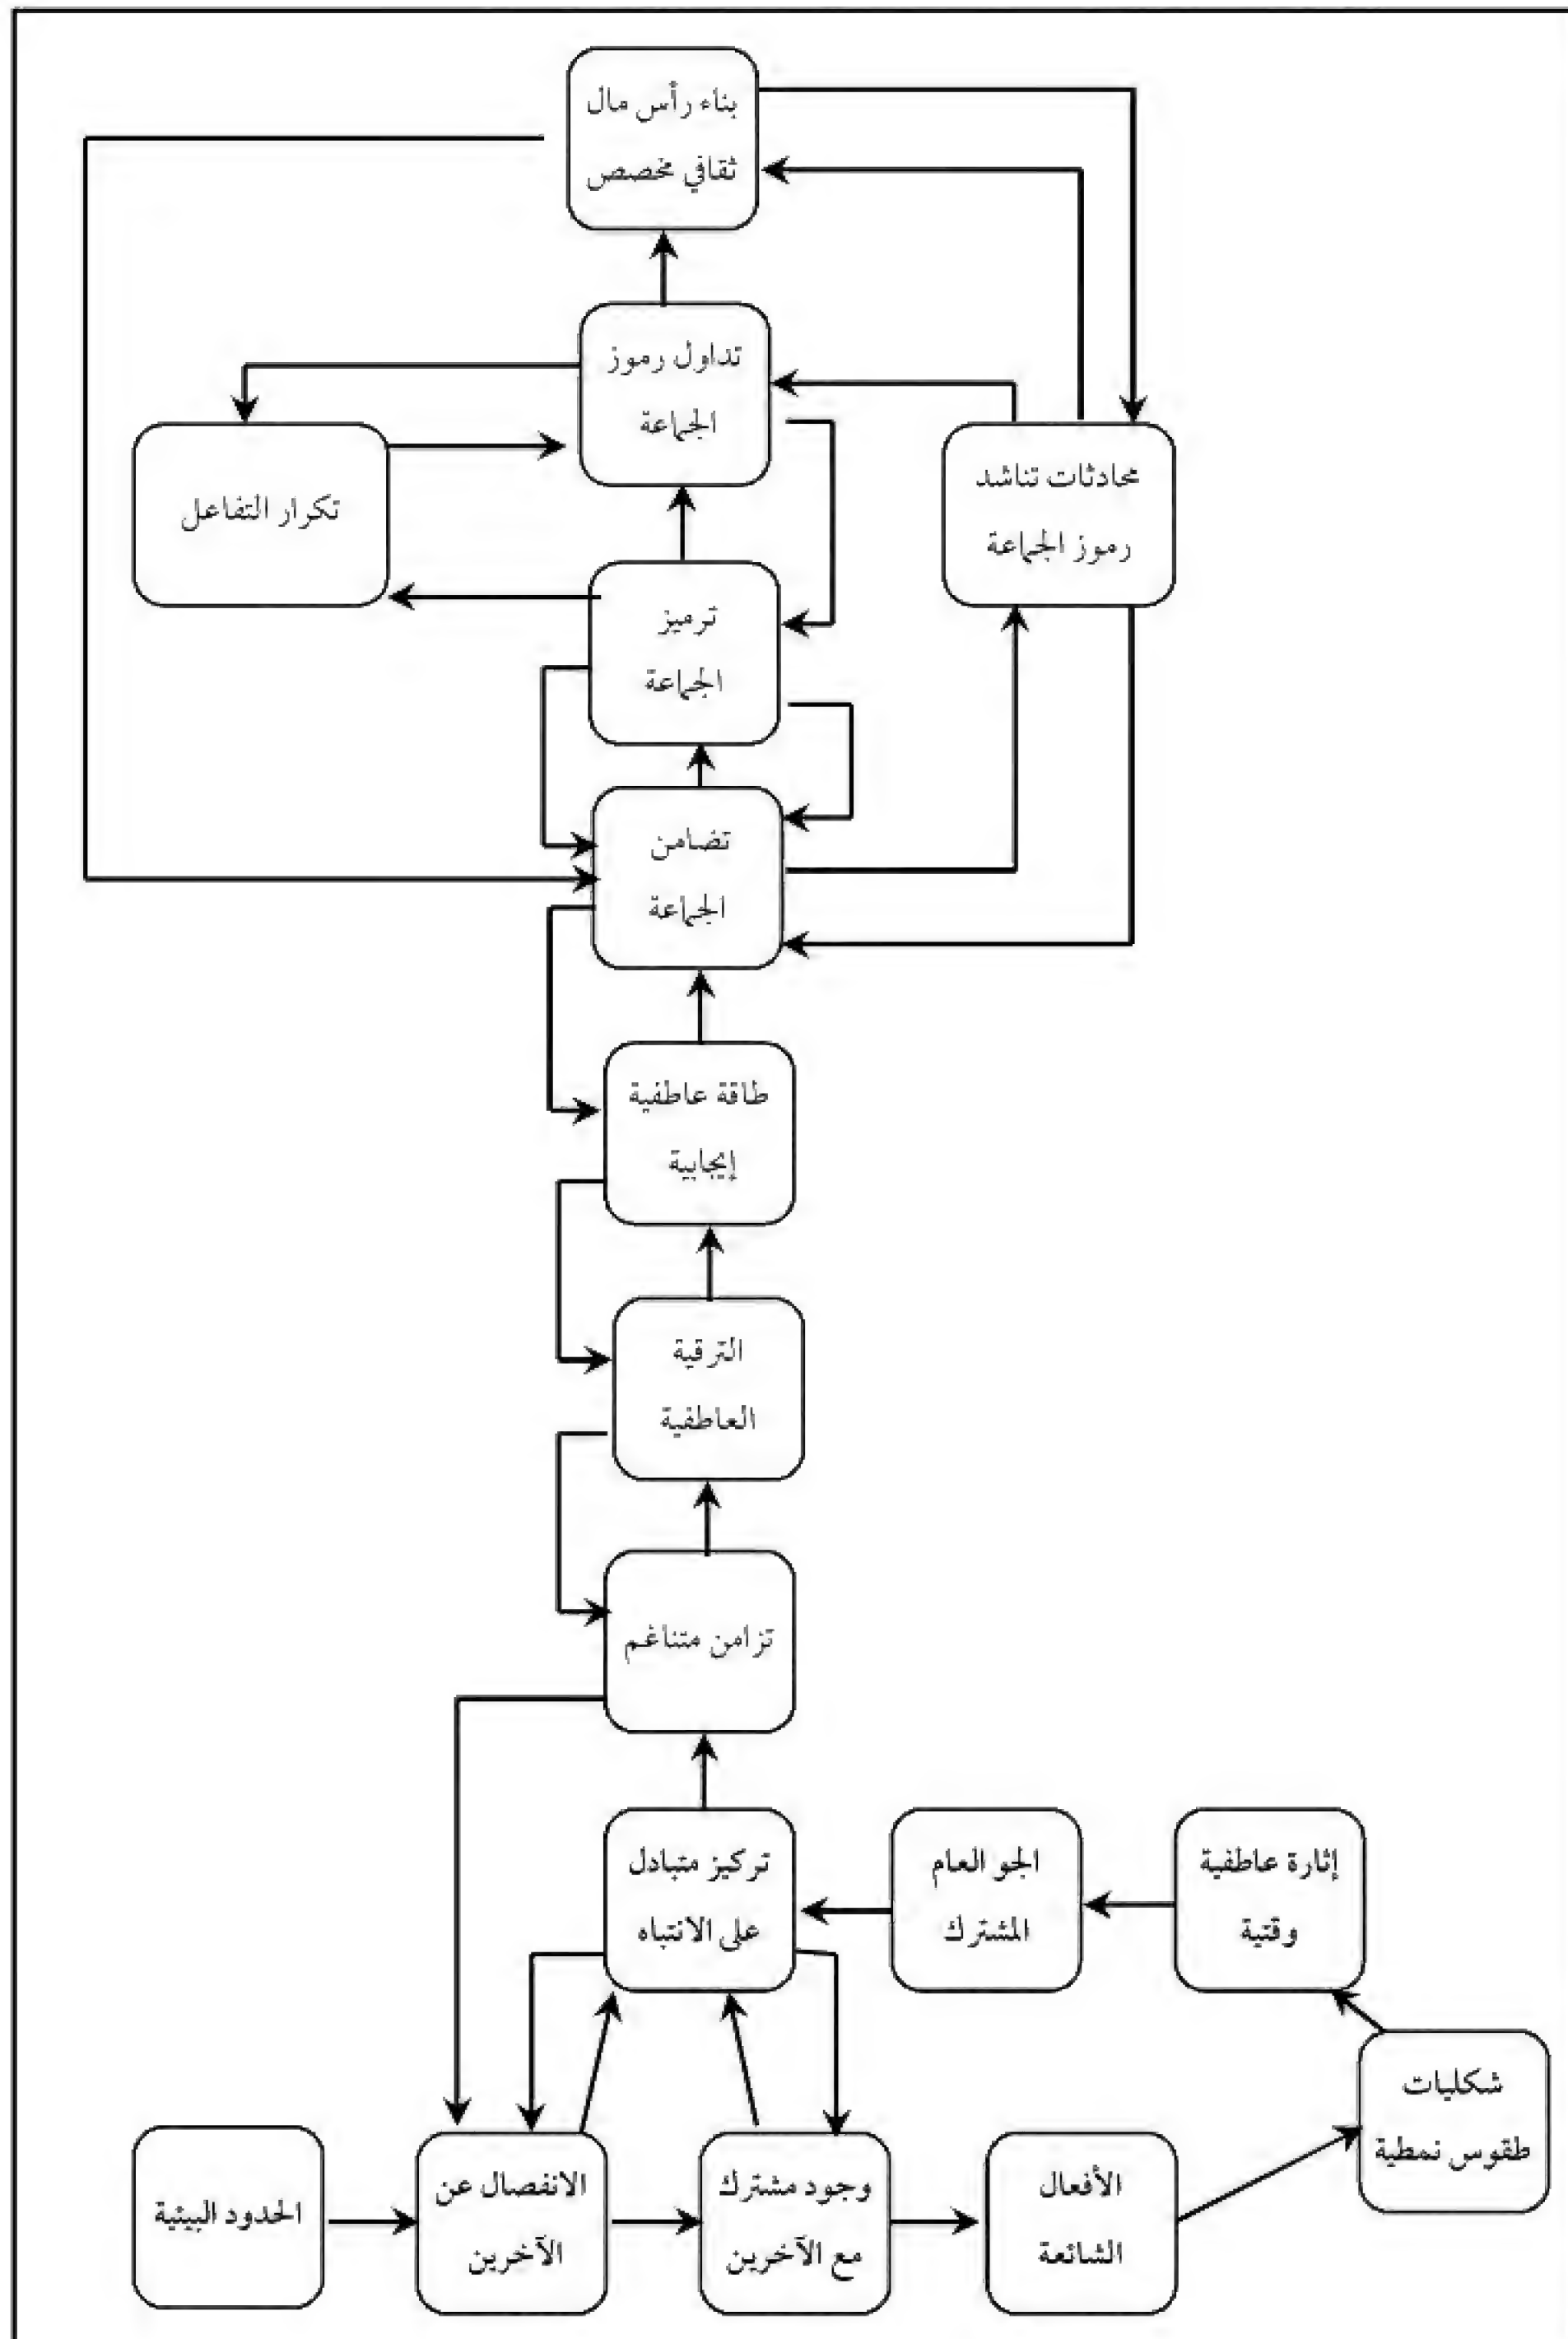 بناء رأس مال
ثقافي مخصص
تداول رموز
الجماعة
محادثات تناشد
رموز الجماعة
تكرار التفاعل
ترميز
الجماعة
تضامن
الجماعة
طاقة عاطفية
إيجابية
الترقية
العاطفية
تزامن متناغم
إثارة عاطفية
وقتية
الجو العام
المشترك
تركيز متبادل
على الانتباه
شكليات
طقوس نمطية
الأفعال
الشائعة
وجود مشترك
مع الآخرين
الانفصال عن
الآخرين
الحدود البيئية